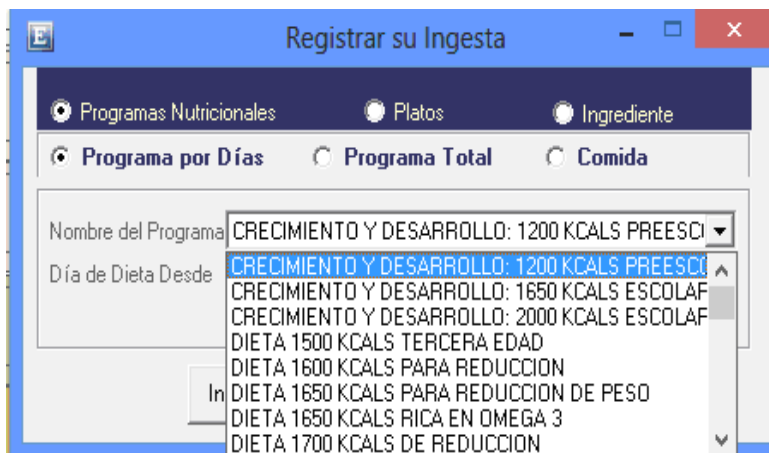 E
Registrar su Ingesta
Programas Nutricionales Platos Ingrediente
Programa por Días Programa Total Comida
Nombre del Programa CRECIMIENTO Y DESARROLLO: 1200 KCALS PREESCI
Día de Dieta Desde
CRECIMIENTO Y DESARROLLO: 1200 KCALS PREESCO
CRECIMIENTO Y DESARROLLO: 1650 KCALS ESCOLAF
CRECIMIENTO Y DESARROLLO: 2000 KCALS ESCOLAF
DIETA 1500 KCALS TERCERA EDAD
DIETA 1600 KCALS PARA REDUCCION
DIETA 1650 KCALS PARA REDUCCION DE PESO
In
DIETA 1650 KCALS RICA EN OMEGA 3
DIETA 1700 KCALS DE REDUCCION